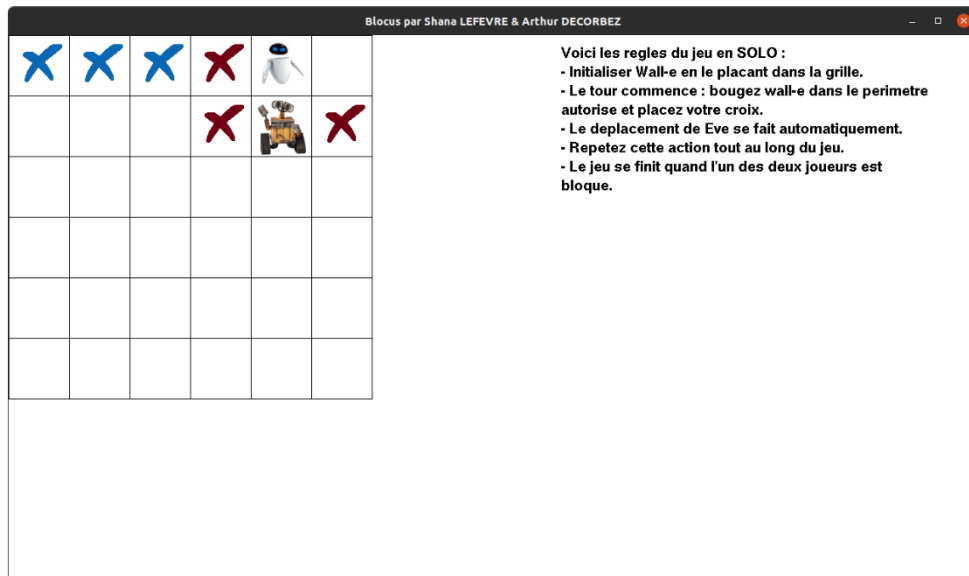 Blocus par Shana LEFEVRE & Arthur DECORBEZ
Voici les regles du jeu en SOLO :
- Initialiser Wall-e en le placant dans la grille.
- Le tour commence : bougez wall-e dans le perimetre
autorise et placez votre croix.
- Le deplacement de Eve se fait automatiquement.
- Repetez cette action tout au long du jeu.
- Le jeu se finit quand l'un des deux joueurs est
bloque.